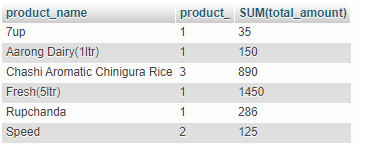 product_name product_ SUM(total_amount)
7up 1 35
Aarong Dairy(1ltr) 1 150
Chashi Aromatic Chinigura Rice 3 890
Fresh(5ltr) 1 1450
Rupchanda 1 286
Speed 2 125